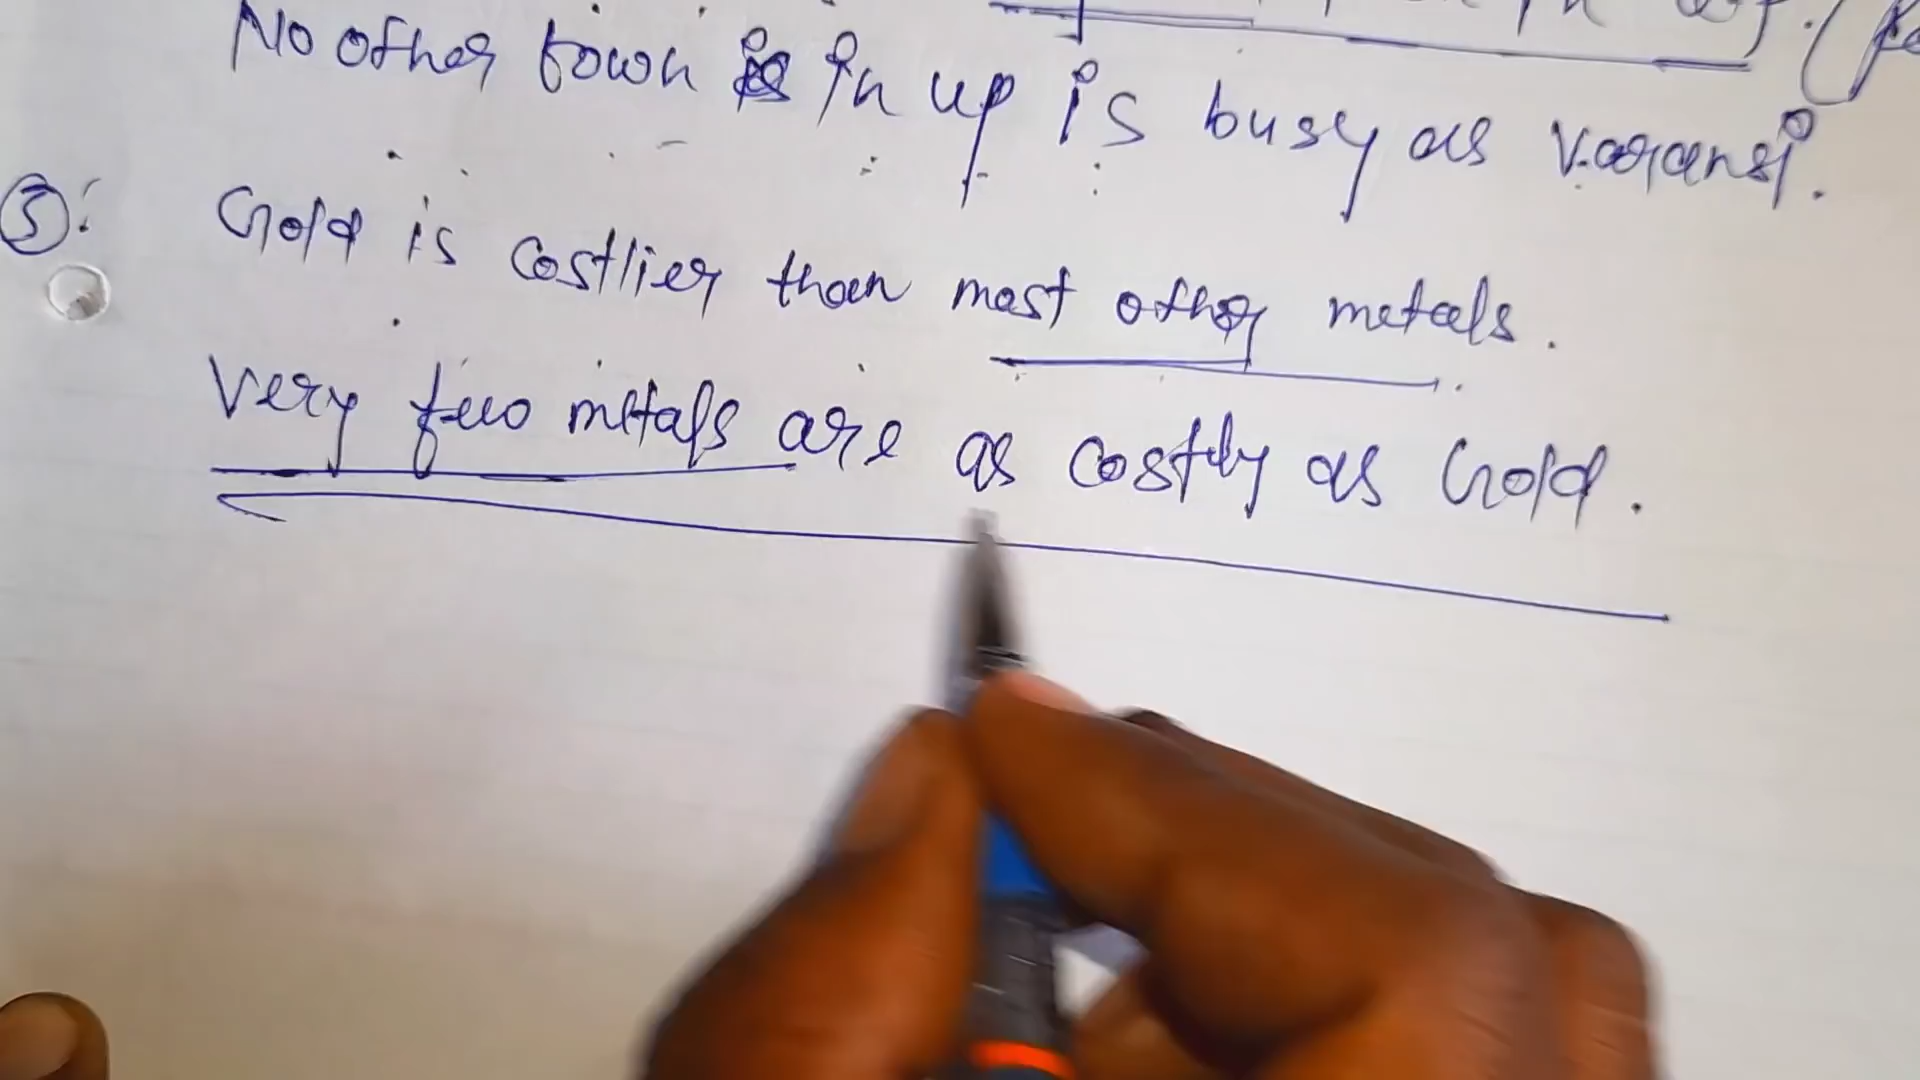 No other town in up is busy as varansi.
5: Gold is costlier than most other metals.
Very few metals are as costly as Gold.